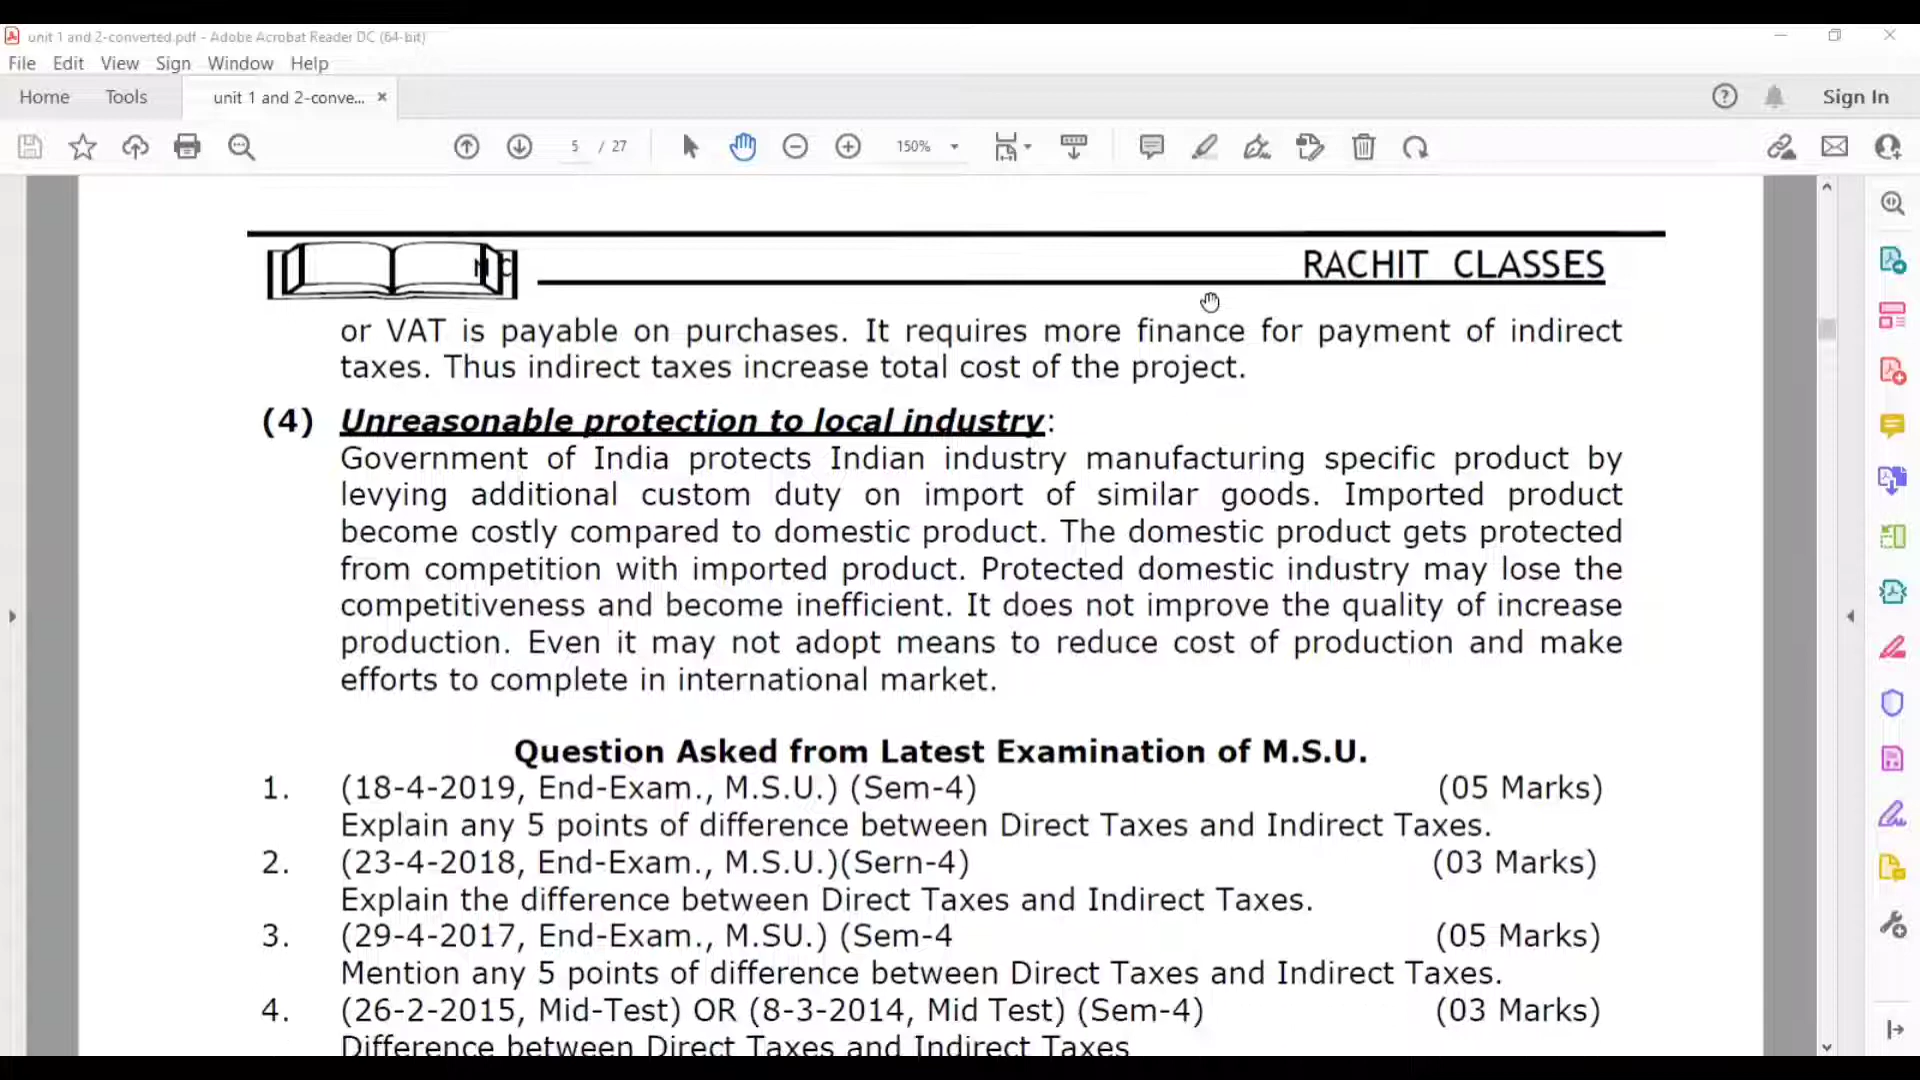 unit 1 and 2-converted.pdf - Adobe Acrobat Reader DC (64-bit)
File Edit View Sign Window Help
Home Tools unit 1 and 2-conve... × Sign In
5 / 27 150%
RACHIT CLASSES
or VAT is payable on purchases. It requires more finance for payment of indirect
taxes. Thus indirect taxes increase total cost of the project.
(4) Unreasonable protection to local industry:
Government of India protects Indian industry manufacturing specific product by
levying additional custom duty on import of similar goods. Imported product
become costly compared to domestic product. The domestic product gets protected
from competition with imported product. Protected domestic industry may lose the
competitiveness and become inefficient. It does not improve the quality of increase
production. Even it may not adopt means to reduce cost of production and make
efforts to complete in international market.
Question Asked from Latest Examination of M.S.U.
1. (18-4-2019, End-Exam., M.S.U.) (Sem-4) (05 Marks)
Explain any 5 points of difference between Direct Taxes and Indirect Taxes.
2. (23-4-2018, End-Exam., M.S.U.)(Sern-4) (03 Marks)
Explain the difference between Direct Taxes and Indirect Taxes.
3. (29-4-2017, End-Exam., M.SU.) (Sem-4 (05 Marks)
Mention any 5 points of difference between Direct Taxes and Indirect Taxes.
4. (26-2-2015, Mid-Test) OR (8-3-2014, Mid Test) (Sem-4) (03 Marks)
Difference between Direct Taxes and Indirect Taxes